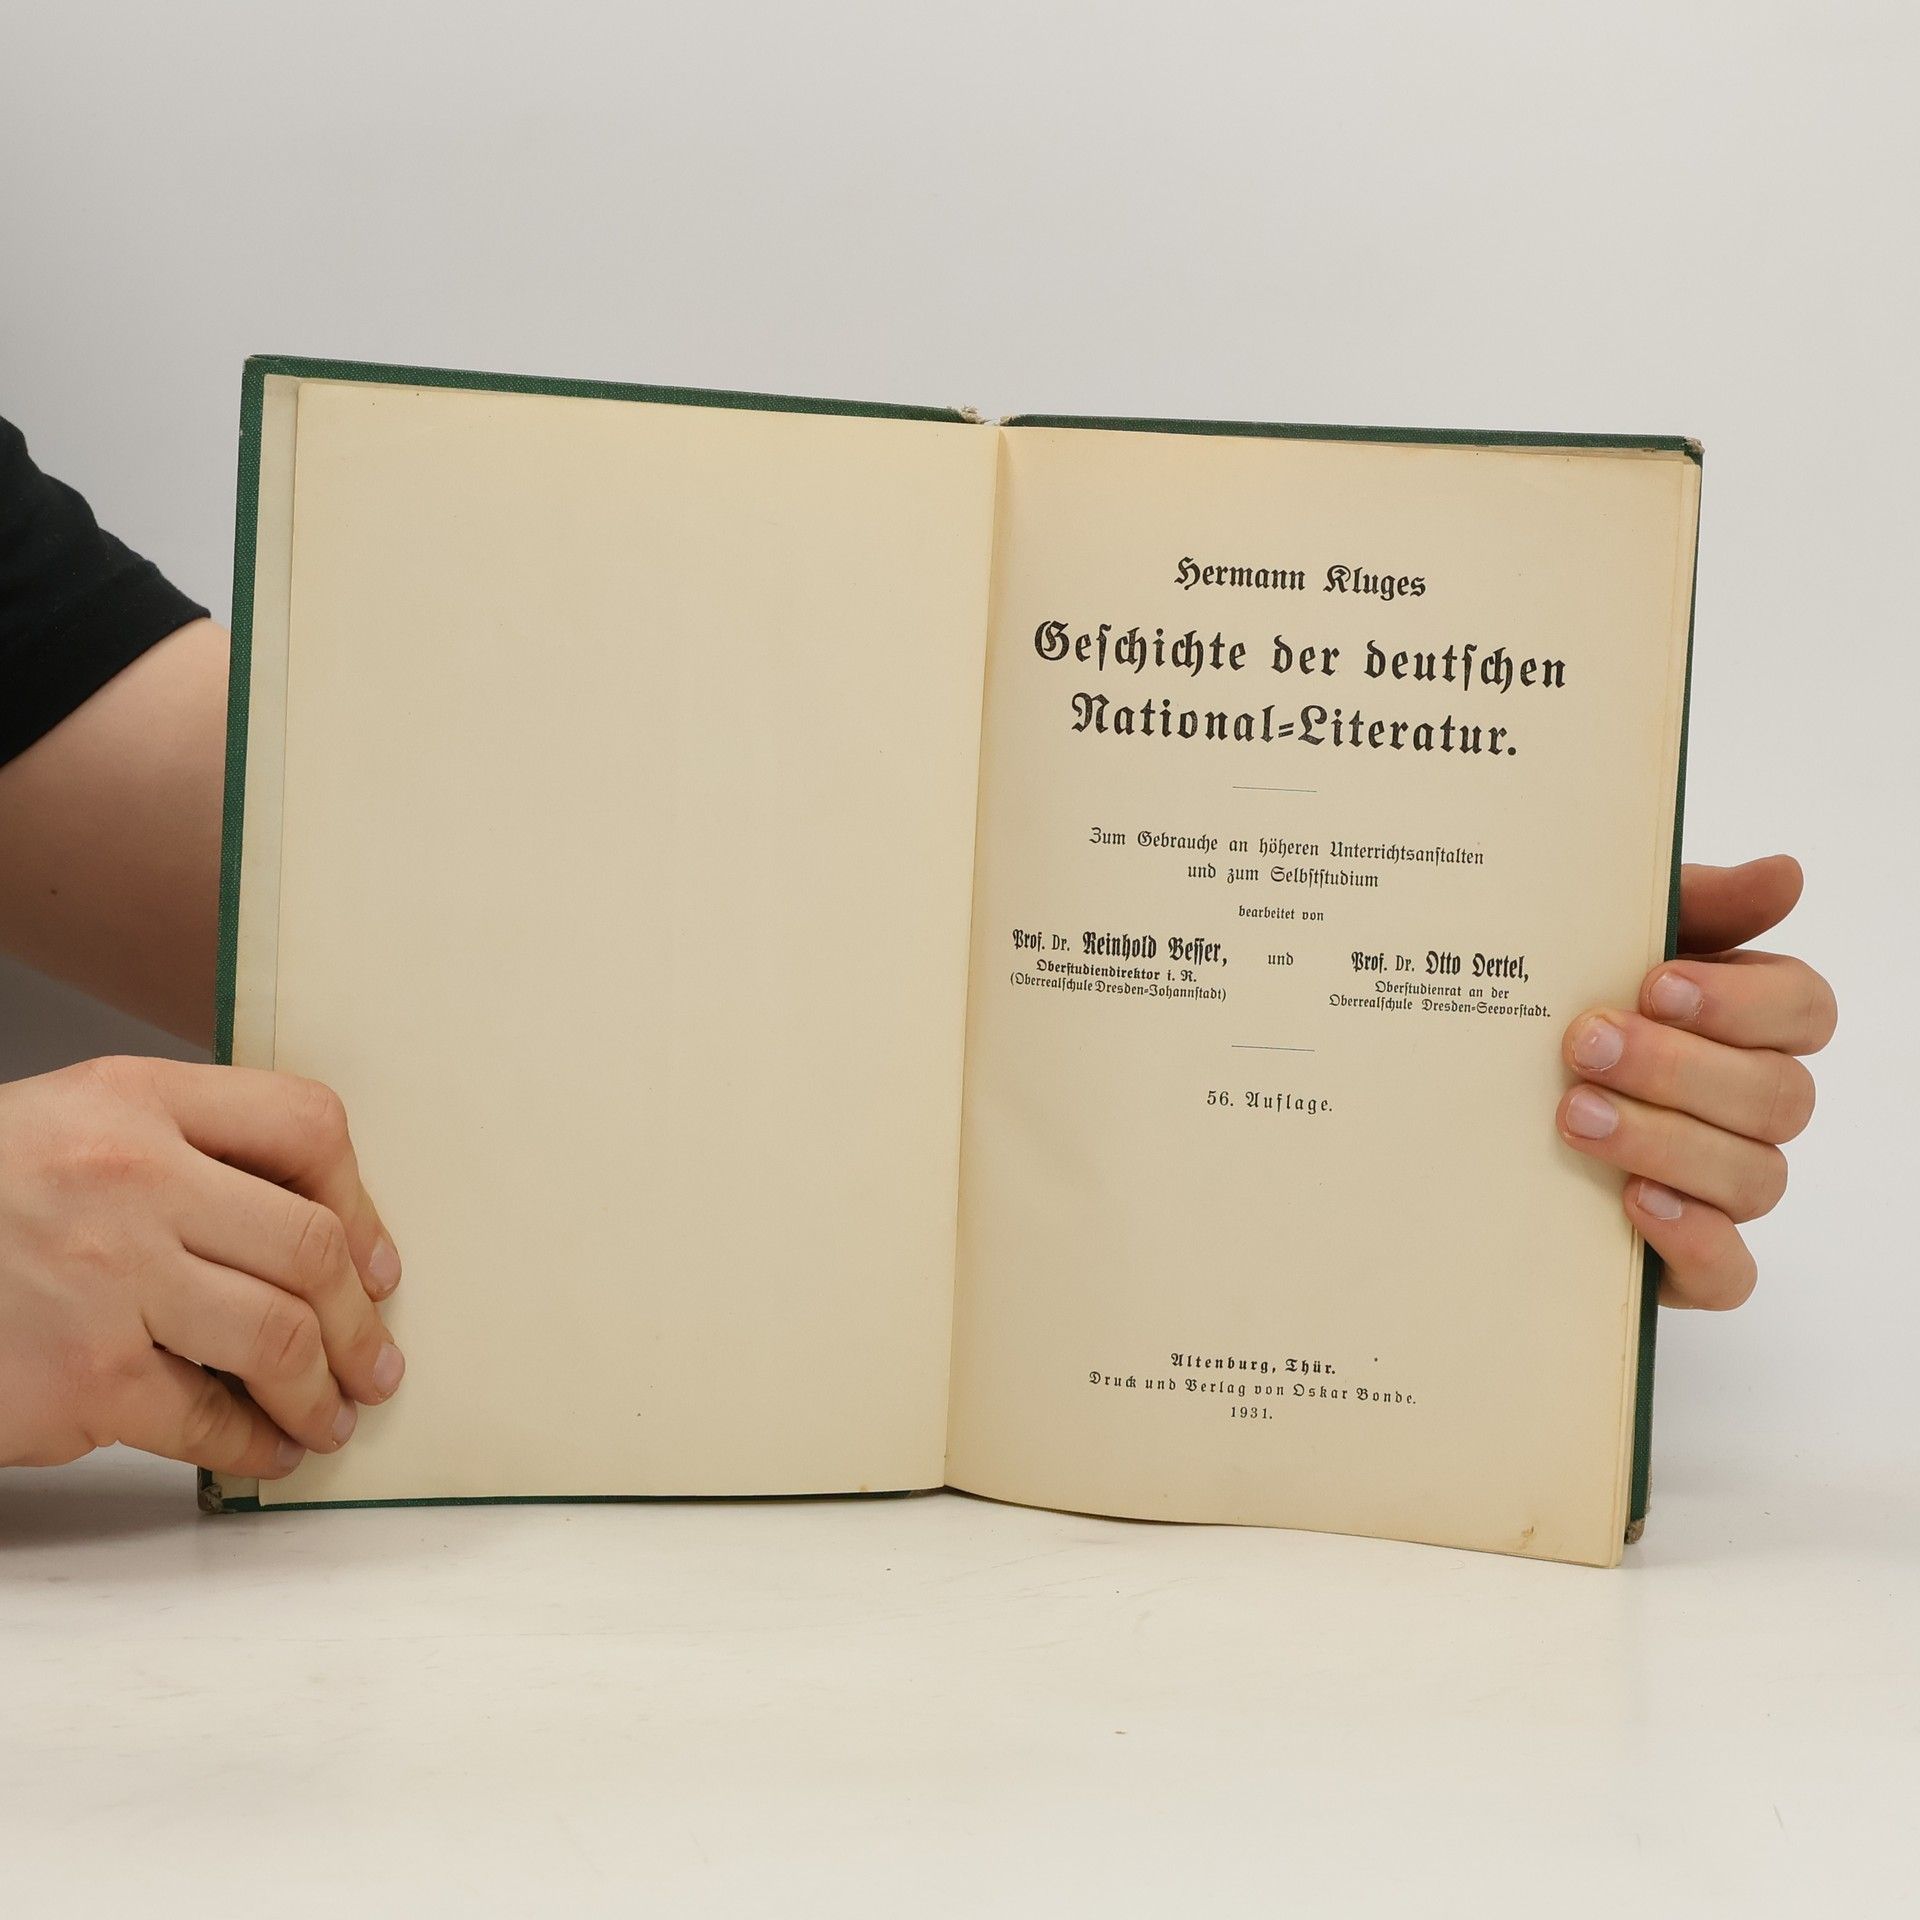 Hermann Kluges
Geſchichte der deutſchen
National=Literatur.
Zum Gebrauche an höheren Unterrichtsanſtalten
und zum Selbſtſtudium
bearbeitet von
Prof. Dr. Reinhold Beſſer,
Oberſtudiendirektor i. R.
(Oberrealſchule Dresden=Johannſtadt)
und
Prof. Dr. Otto Oertel,
Oberſtudienrat an der
Oberrealſchule Dresden=Seevorſtadt.
56. Auflage.
Altenburg, Thür.
Druck und Verlag von Oskar Bonde.
1931.